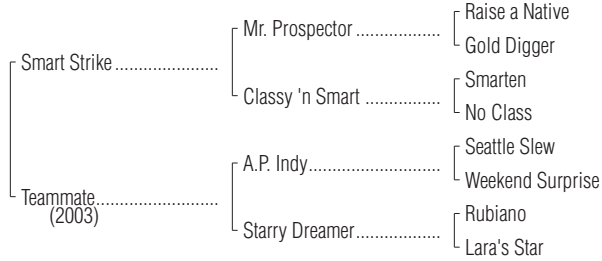 Raise a Native
Mr. Prospector ..................
Gold Digger
Smart Strike ......................
Smarten
Classy 'n Smart ................
No Class
Seattle Slew
A.P. Indy............................
Weekend Surprise
Teammate..........................
(2003)
Rubiano
Starry Dreamer..................
Lara's Star